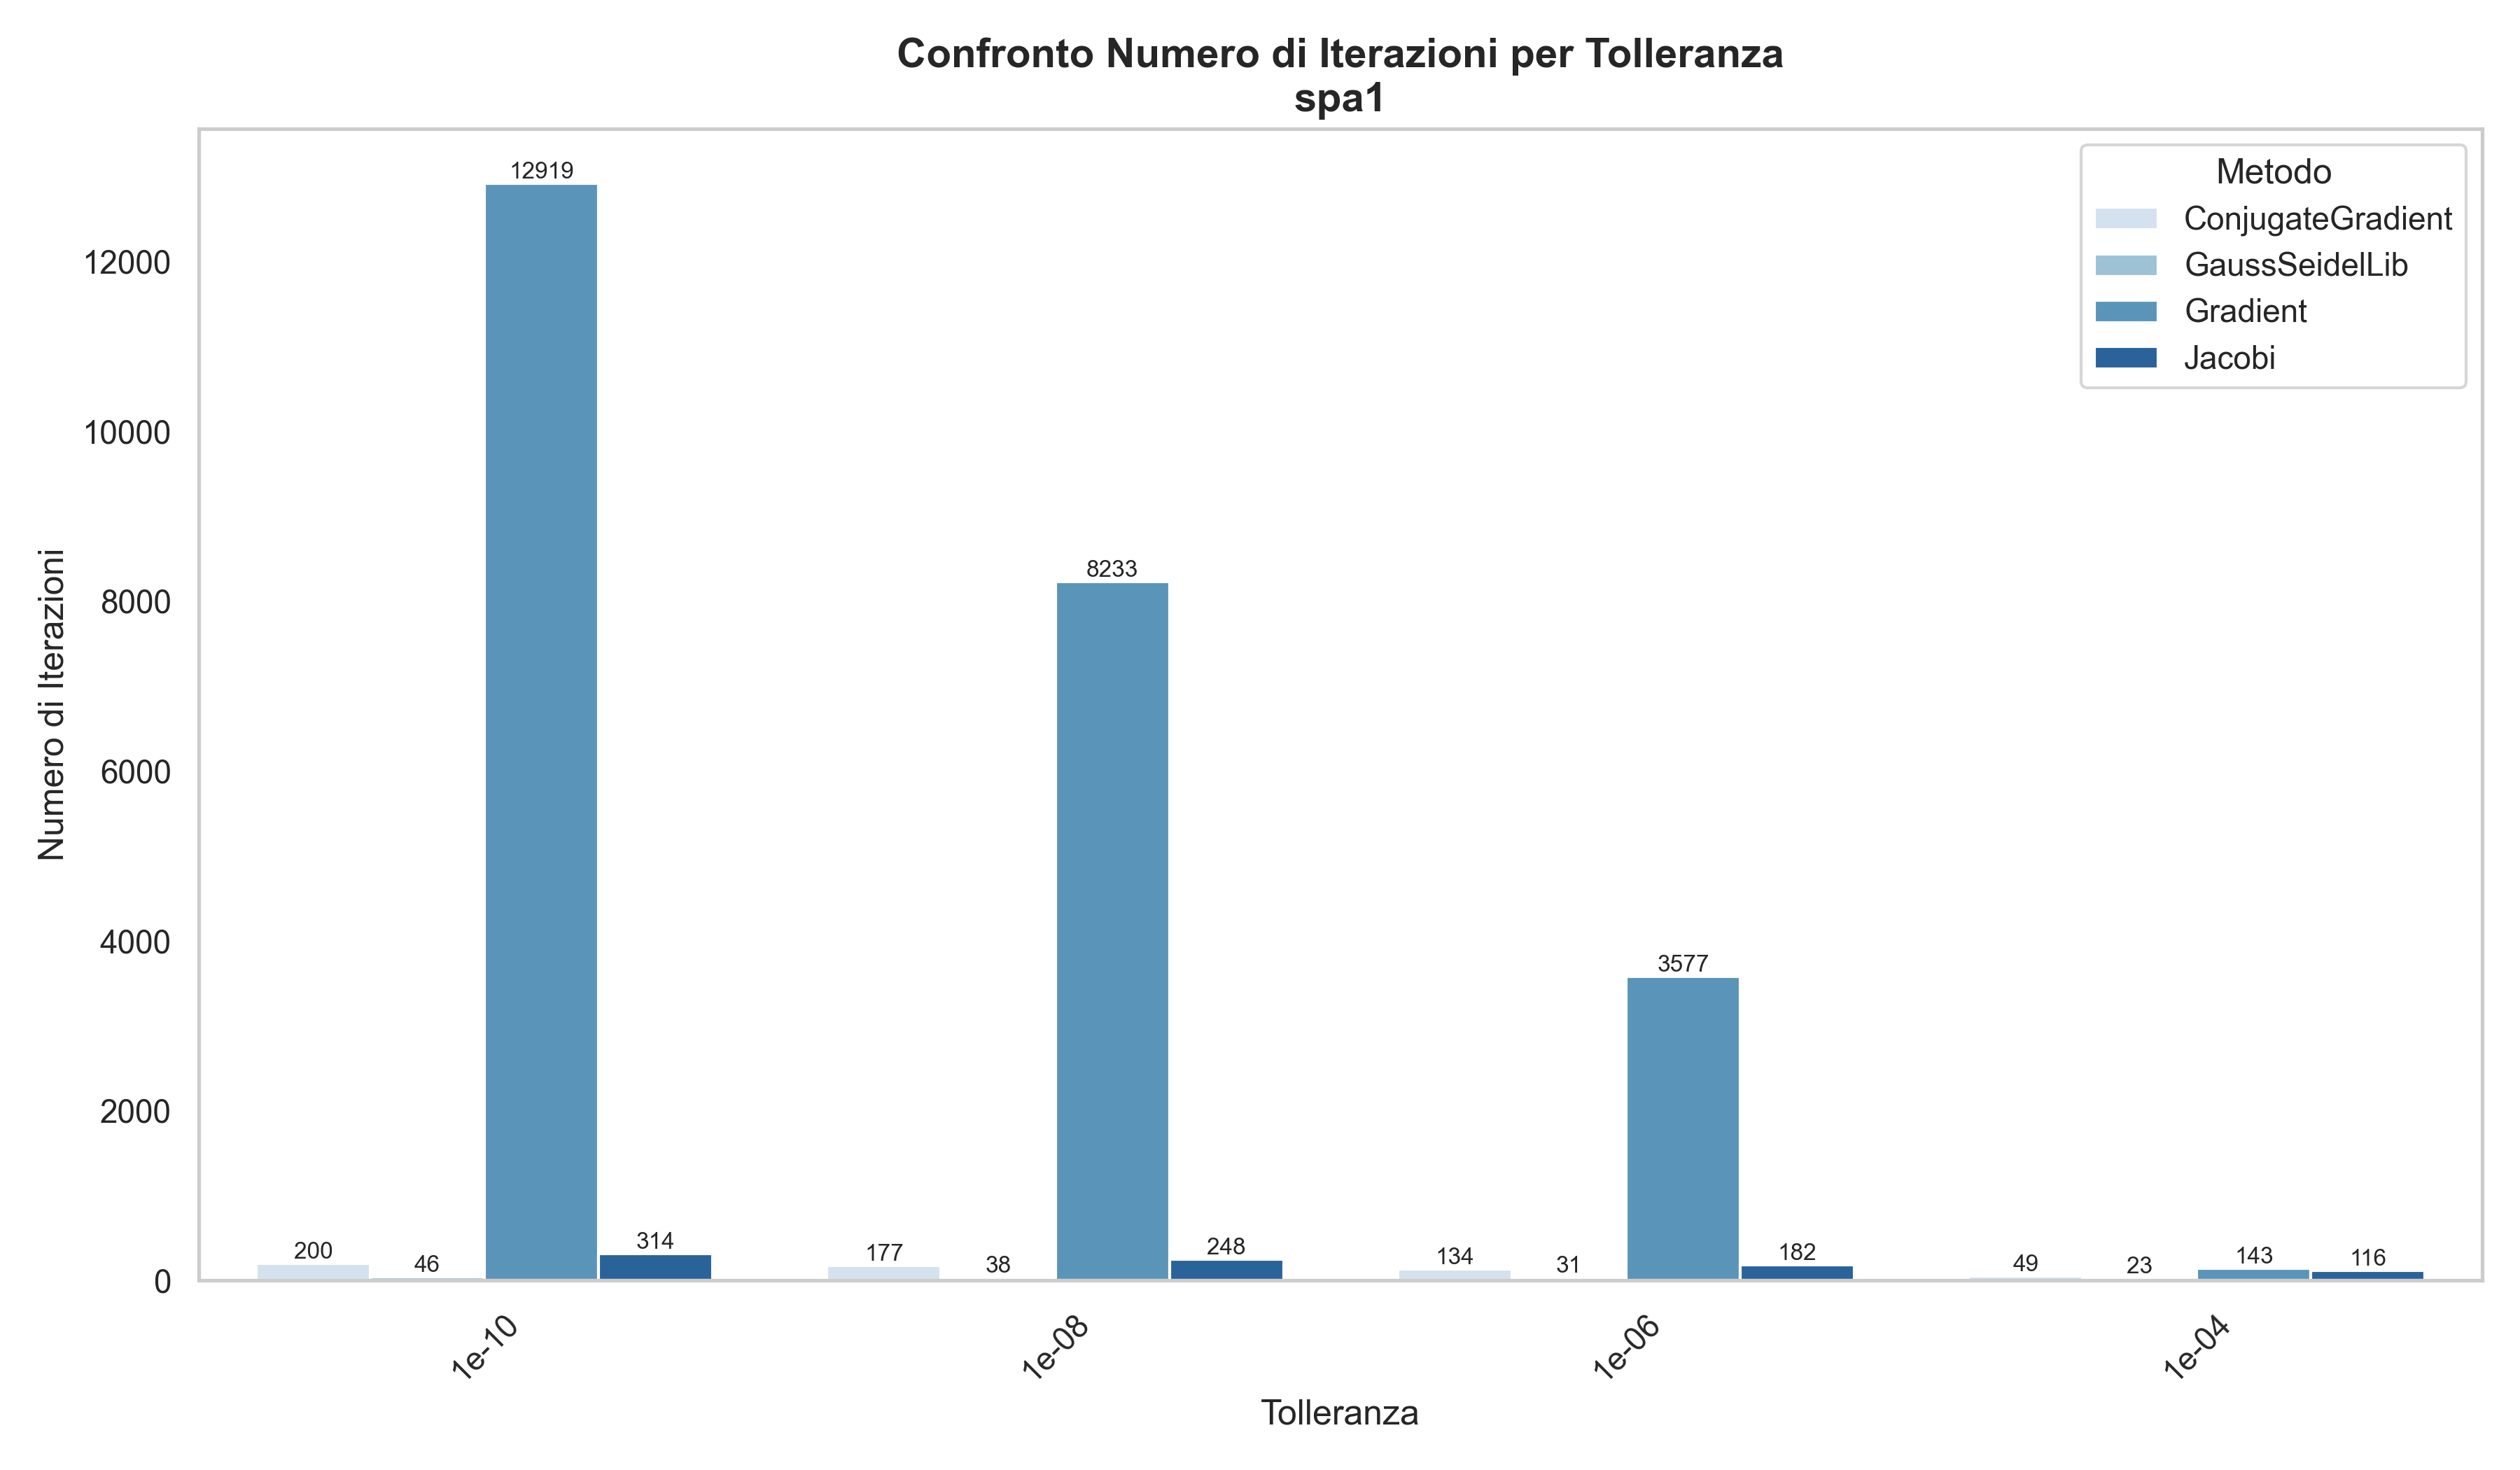 Confronto Numero di Iterazioni per Tolleranza
spa1
Metodo
ConjugateGradient
GaussSeidelLib
Gradient
Jacobi
Numero di Iterazioni
12000
10000
8000
6000
4000
2000
0
200
46
12919
314
177
38
8233
248
134
31
3577
182
49
23
143
116
1e-10
1e-08
1e-06
1e-04
Tolleranza